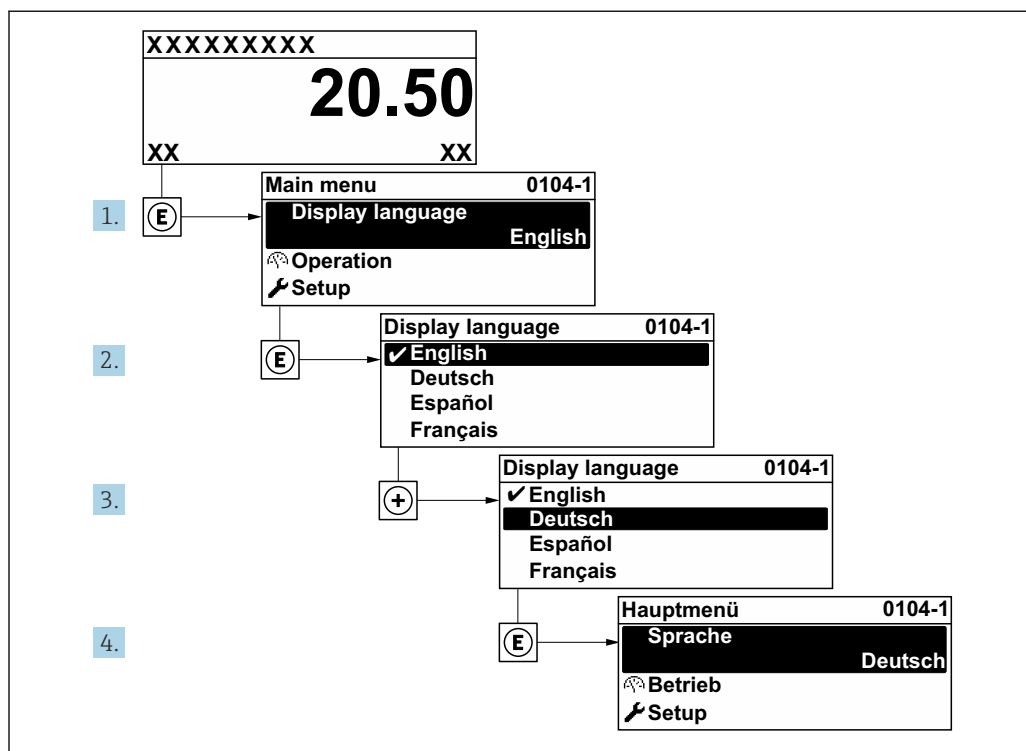 XXXXXXXXX
20.50
XX XX
1. E
Main menu 0104-1
Display language
English
Operation
Setup
2. E
Display language 0104-1
✔English
Deutsch
Español
Français
3. +
Display language 0104-1
✔English
Deutsch
Español
Français
4. E
Hauptmenü 0104-1
Sprache
Deutsch
Betrieb
Setup